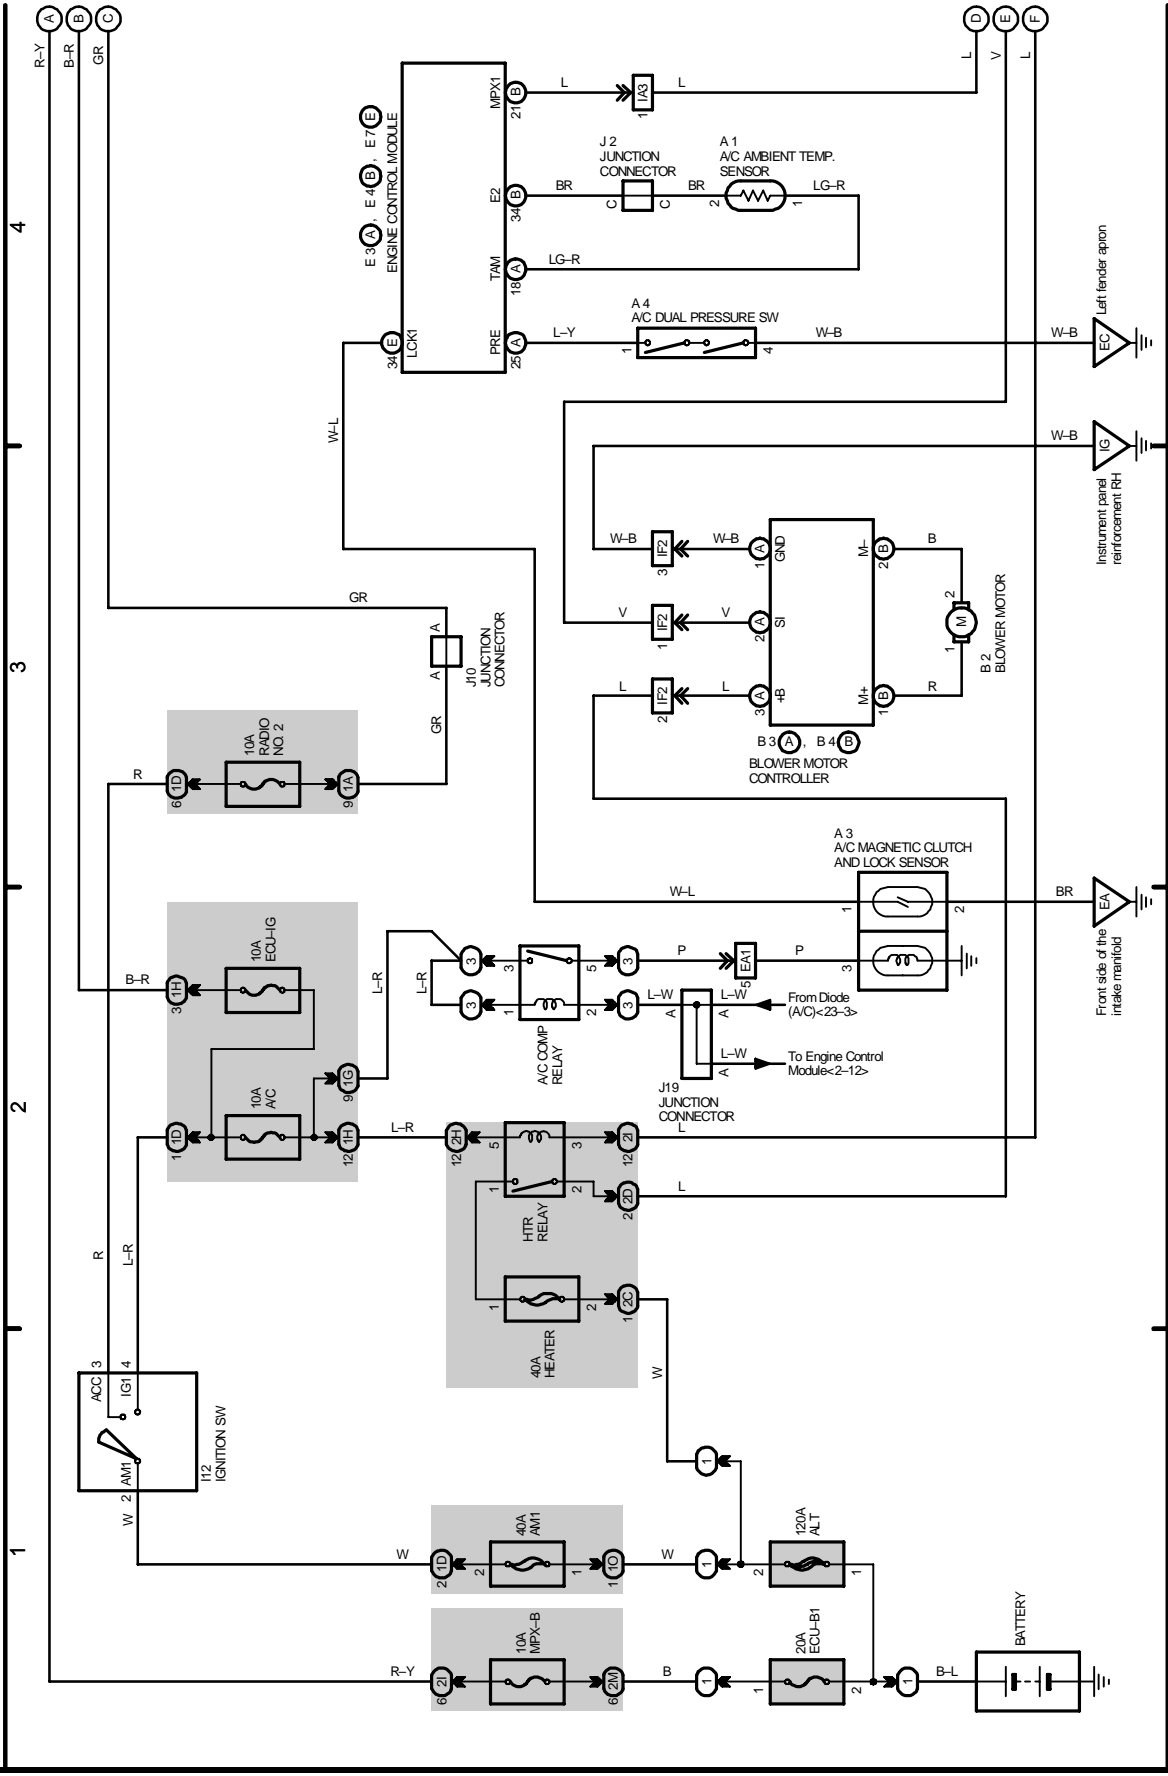 A
B
C
R–Y
B–R
GR
D
E
F
L
V
L
4
3
2
1
E 3 A , E 4 B , E 7 E
ENGINE CONTROL MODULE
MPX1
21 B
L
1 IA3
L
E2
34 B
BR
J 2
JUNCTION
CONNECTOR
C
C
BR
A 1
A/C AMBIENT TEMP.
SENSOR
2
1
LG–R
TAM
18 A
LG–R
PRE
25 A
L–Y
A 4
A/C DUAL PRESSURE SW
1
4
W–B
W–B
EC
Left fender apron
LCK1
34 E
W–L
W–B
IG
Instrument panel
reinforcement RH
GR
A
A
J10
JUNCTION
CONNECTOR
GR
W–B
3 IF2
W–B
1 A
GND
V
1 IF2
V
2 A
SI
L
2 IF2
L
3 A
+B
M–
2 B
B
M+
1 B
R
1
M
2
B 2
BLOWER MOTOR
B 3 A , B 4 B
BLOWER MOTOR
CONTROLLER
R
6 1D
10A
RADIO
NO. 2
9 1A
A 3
A/C MAGNETIC CLUTCH
AND LOCK SENSOR
W–L
1
2
BR
EA
Front side of the
intake manifold
B–R
3 1H
10A
ECU–IG
L–R
L–R
3
3
5
3
P
5 EA1
P
3
3
1
2
3
L–W
A
A
L–W
From Diode
(A/C)<23–3>
A
L–W
To Engine Control
Module<2–12>
A/C COMP
RELAY
J19
JUNCTION
CONNECTOR
1 1D
10A
A/C
9 1G
12 1H
L–R
12 2H
5
3
12 2I
L
1
2
2 2D
L
HTR
RELAY
1
2
1 2C
40A
HEATER
W
R
L–R
ACC 3
IG1 4
AM1
2
W
I12
IGNITION SW
W
2 1D
2
40A
AM1
1
1 1O
W
1
1
2
120A
ALT
1
R–Y
6 2I
10A
MPX–B
6 2M
B
1
1
20A
ECU–B1
2
1
B–L
BATTERY